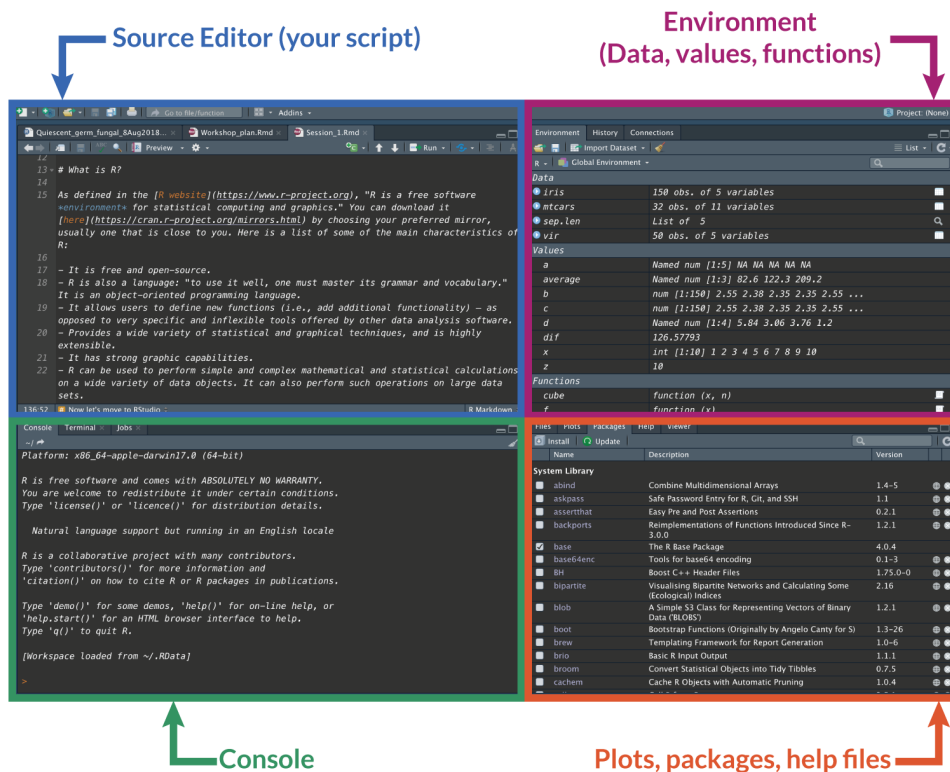 Source Editor (your script)
Environment
(Data, values, functions)
Go to file/function
Addins
Project: (None)
Quiescent_germ_fungal_8Aug2018...
Workshop_plan.Rmd
Session_1.Rmd
Preview
Run
12
13 # What is R?
14
15 As defined in the [R website](https://www.r-project.org), "R is a free software
*environment* for statistical computing and graphics." You can download it
[here](https://cran.r-project.org/mirrors.html) by choosing your preferred mirror,
usually one that is close to you. Here is a list of some of the main characteristics of
R:
16
17 - It is free and open-source.
18 - R is also a language: "to use it well, one must master its grammar and vocabulary."
It is an object-oriented programming language.
19 - It allows users to define new functions (i.e., add additional functionality) – as
opposed to very specific and inflexible tools offered by other data analysis software.
20 - Provides a wide variety of statistical and graphical techniques, and is highly
extensible.
21 - It has strong graphic capabilities.
22 - R can be used to perform simple and complex mathematical and statistical calculations
on a wide variety of data objects. It can also perform such operations on large data
sets.
136:52 # Now let's move to RStudio
R Markdown
Environment History Connections
Import Dataset
List
R Global Environment
Data
iris 150 obs. of 5 variables
mtcars 32 obs. of 11 variables
sep.len List of 5
vir 50 obs. of 5 variables
Values
a Named num [1:5] NA NA NA NA NA
average Named num [1:3] 82.6 122.3 209.2
b num [1:150] 2.55 2.38 2.35 2.35 2.55 ...
c num [1:150] 2.55 2.38 2.35 2.35 2.55 ...
d Named num [1:4] 5.84 3.06 3.76 1.2
dif 126.57793
x int [1:10] 1 2 3 4 5 6 7 8 9 10
z 10
Functions
cube function (x, n)
f function (x)
Console Terminal Jobs
~/
Platform: x86_64-apple-darwin17.0 (64-bit)
R is free software and comes with ABSOLUTELY NO WARRANTY.
You are welcome to redistribute it under certain conditions.
Type 'license()' or 'licence()' for distribution details.
Natural language support but running in an English locale
R is a collaborative project with many contributors.
Type 'contributors()' for more information and
'citation()' on how to cite R or R packages in publications.
Type 'demo()' for some demos, 'help()' for on-line help, or
'help.start()' for an HTML browser interface to help.
Type 'q()' to quit R.
[Workspace loaded from ~/.RData]
>
Files Plots Packages Help Viewer
Install Update
Name Description Version
System Library
abind Combine Multidimensional Arrays 1.4-5
askpass Safe Password Entry for R, Git, and SSH 1.1
assertthat Easy Pre and Post Assertions 0.2.1
backports Reimplementations of Functions Introduced Since R-
3.0.0 1.2.1
base The R Base Package 4.0.4
base64enc Tools for base64 encoding 0.1-3
BH Boost C++ Header Files 1.75.0-0
bipartite Visualising Bipartite Networks and Calculating Some
(Ecological) Indices 2.16
blob A Simple S3 Class for Representing Vectors of Binary
Data ('BLOBS') 1.2.1
boot Bootstrap Functions (Originally by Angelo Canty for S) 1.3-26
brew Templating Framework for Report Generation 1.0-6
brio Basic R Input Output 1.1.1
broom Convert Statistical Objects into Tidy Tibbles 0.7.5
cachem Cache R Objects with Automatic Pruning 1.0.4
Console
Plots, packages, help files